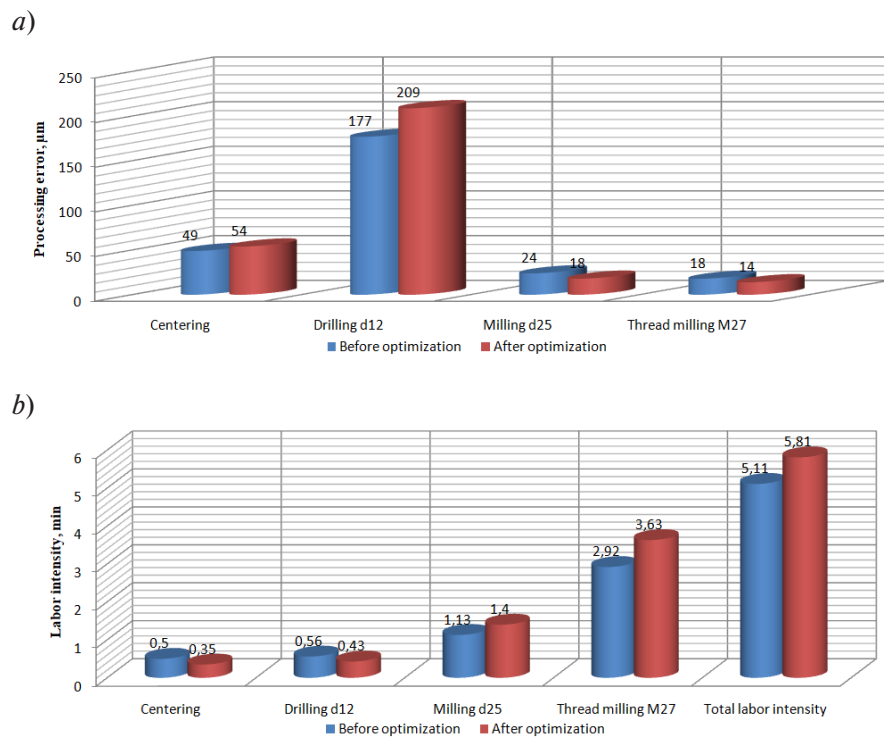 a)
Processing error, µm
250
200
150
100
50
0
49
54
177
209
24
18
18
14
Centering
Drilling d12
Milling d25
Thread milling M27
Before optimization
After optimization
b)
Labor intensity, min
6
5
4
3
2
1
0
0,5
0,35
0,56
0,43
1,13
1,4
2,92
3,63
5,11
5,81
Centering
Drilling d12
Milling d25
Thread milling M27
Total labor intensity
Before optimization
After optimization